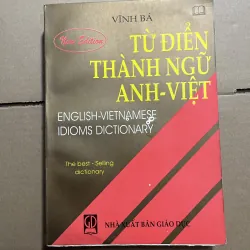 VĨNH BÁ
New Edition
TỪ ĐIỂN
THÀNH NGỮ
ANH-VIỆT
ENGLISH-VIETNAMESE
IDIOMS DICTIONARY
The best - Selling
dictionary
GD
NHÀ XUẤT BẢN GIÁO DỤC